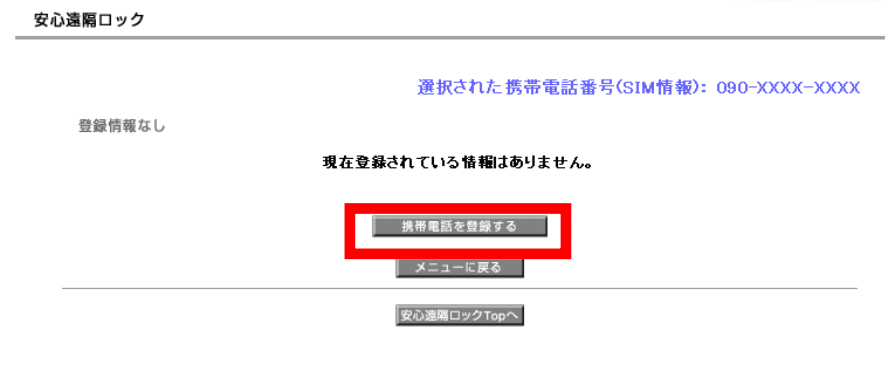 安心遠隔ロック
選択された携帯電話番号(SIM情報): 090-XXXX-XXXX
登録情報なし
現在登録されている情報はありません。
携帯電話を登録する
メニューに戻る
安心遠隔ロックTopへ